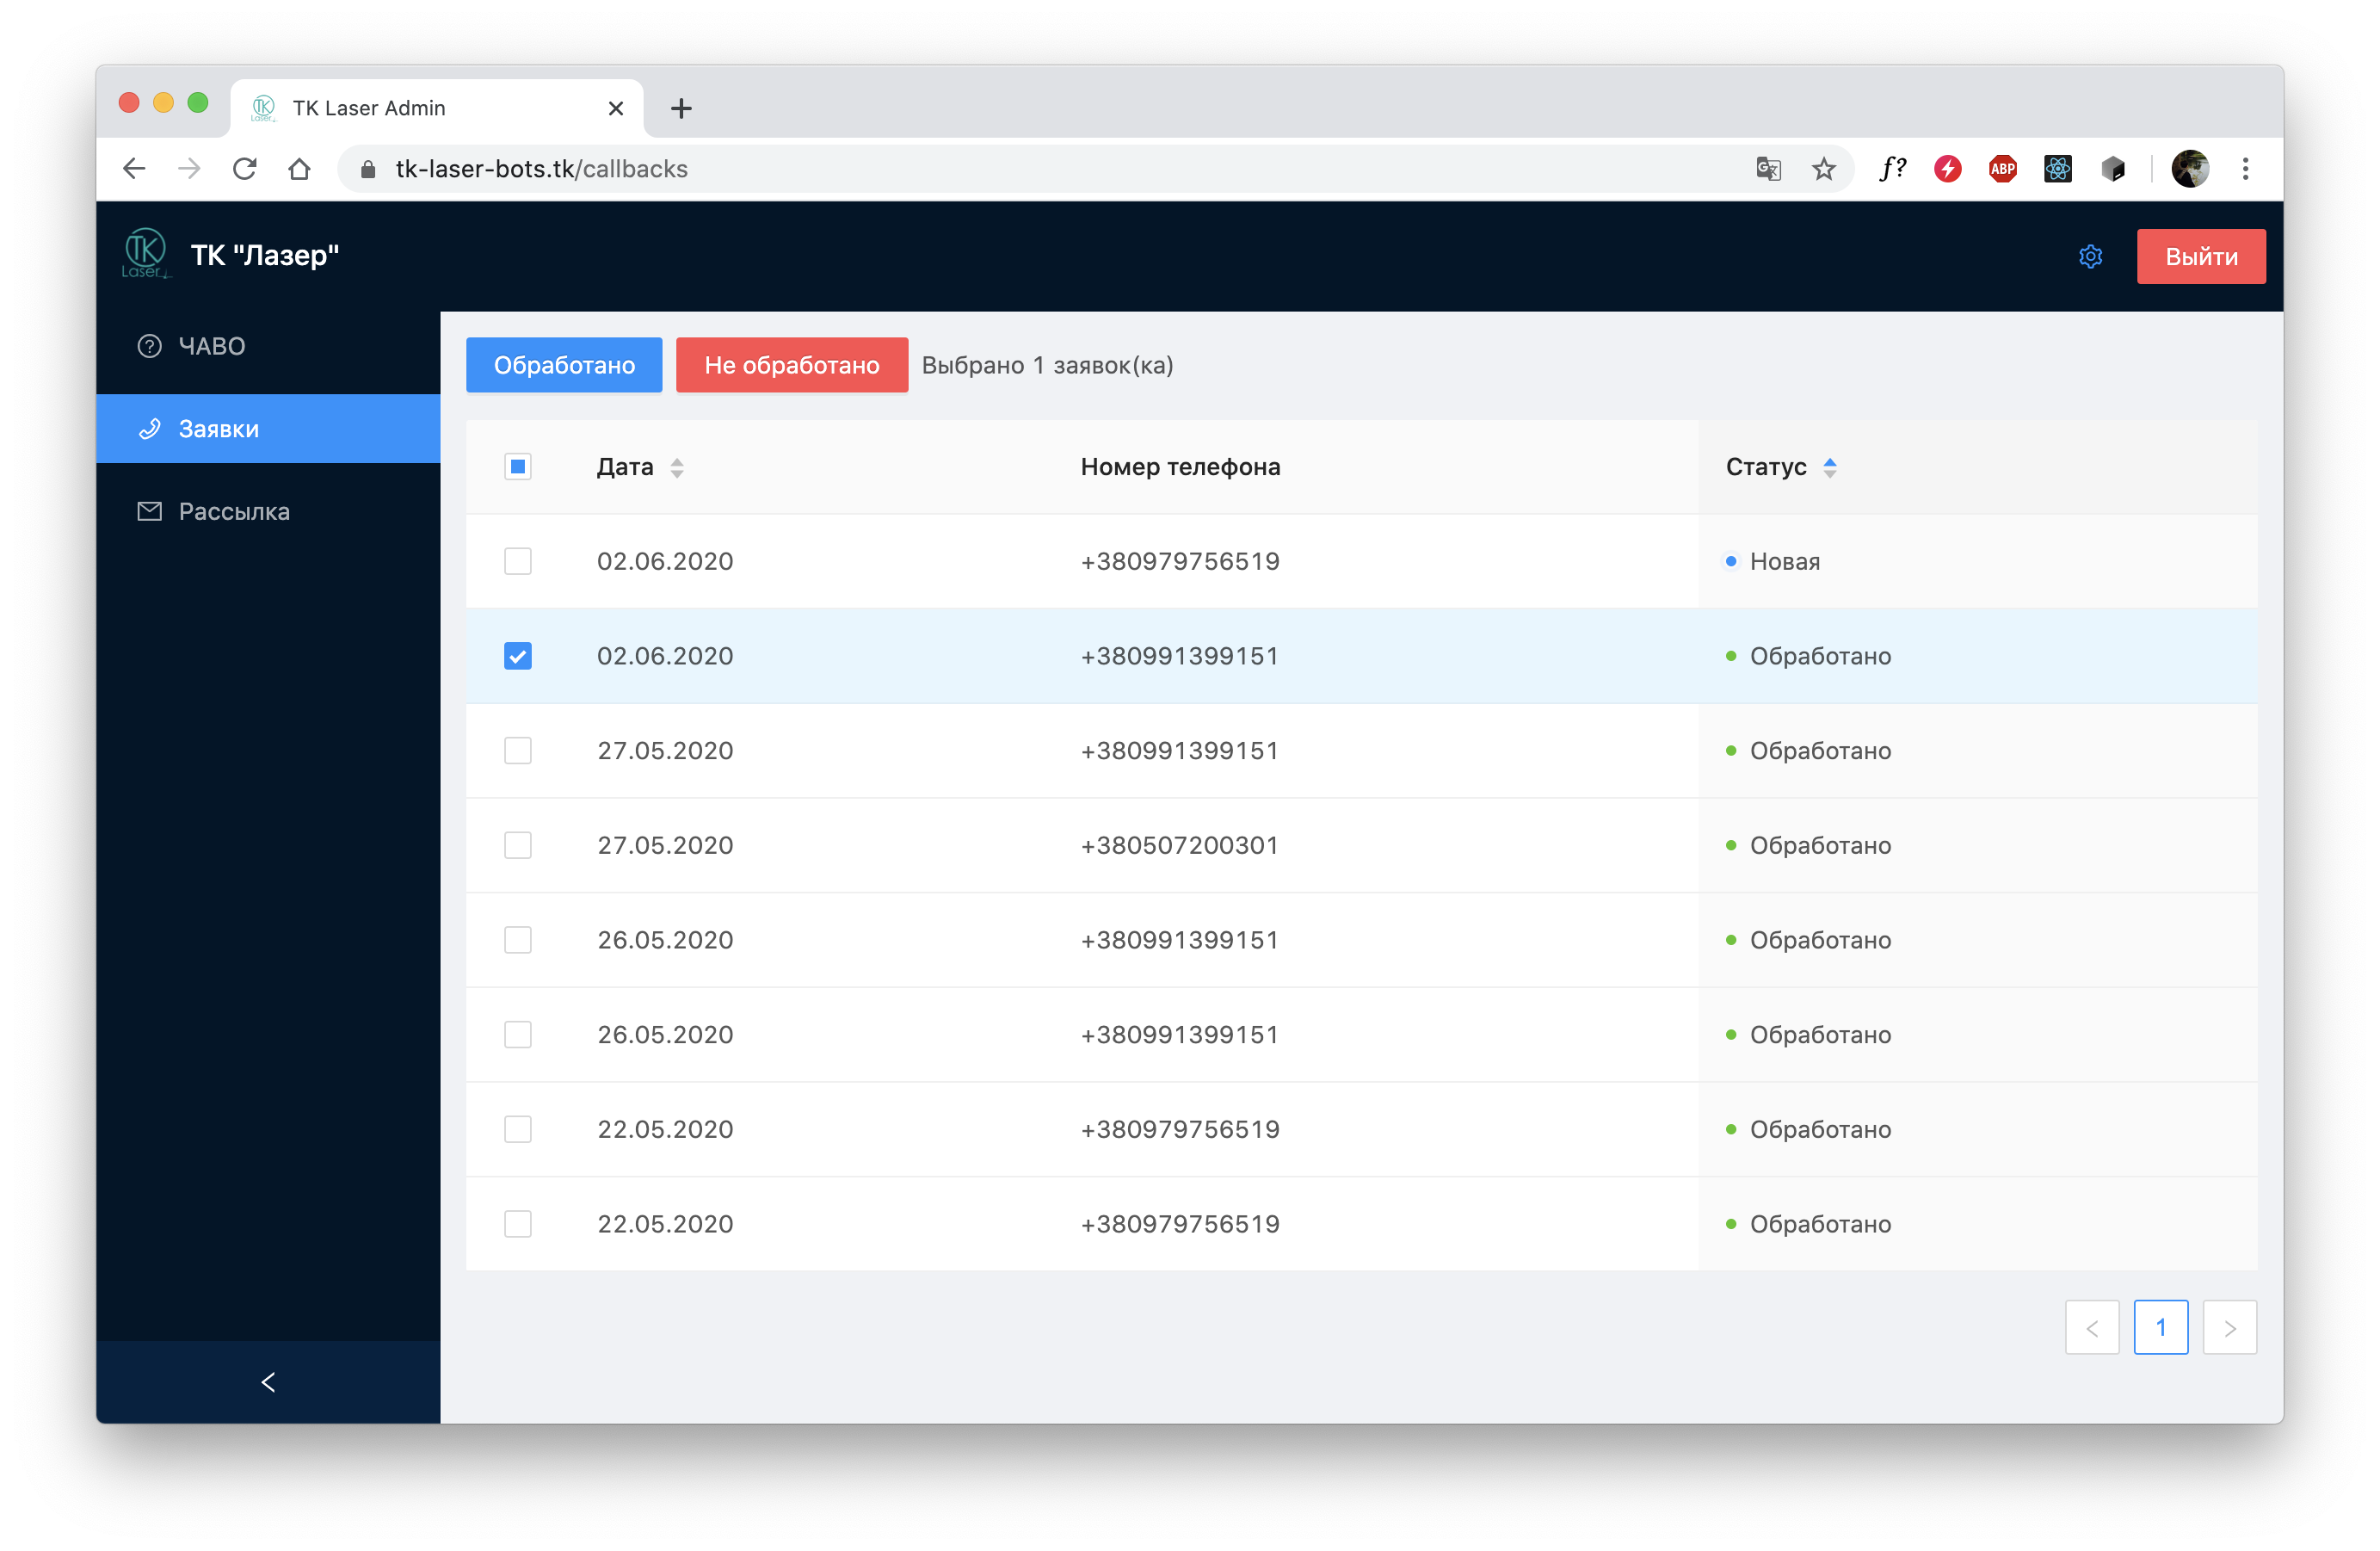 TK Laser Admin
tk-laser-bots.tk/callbacks
f?
ABP
TK
Laser
ТК "Лазер"
Выйти
ЧАВО
Заявки
Рассылка
Обработано Не обработано Выбрано 1 заявок(ка)
Дата Номер телефона Статус
02.06.2020 +380979756519 Новая
02.06.2020 +380991399151 Обработано
27.05.2020 +380991399151 Обработано
27.05.2020 +380507200301 Обработано
26.05.2020 +380991399151 Обработано
26.05.2020 +380991399151 Обработано
22.05.2020 +380979756519 Обработано
22.05.2020 +380979756519 Обработано
< 1 >